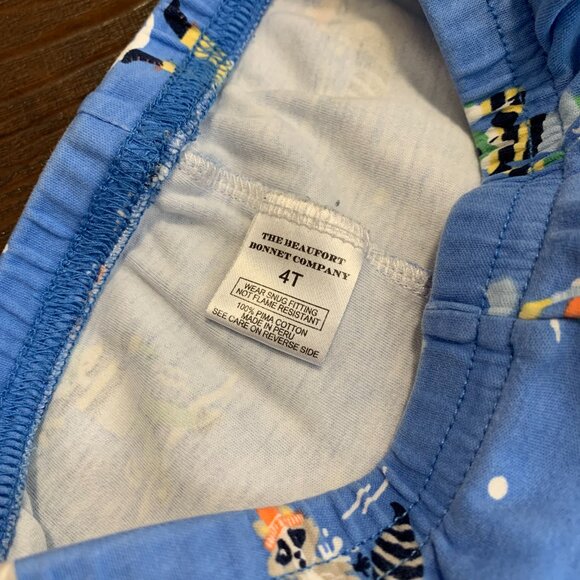 THE BEAUFORT
BONNET COMPANY
4T
WEAR SNUG FITTING
NOT FLAME RESISTANT
100% PIMA COTTON
MADE IN PERU
SEE CARE ON REVERSE SIDE